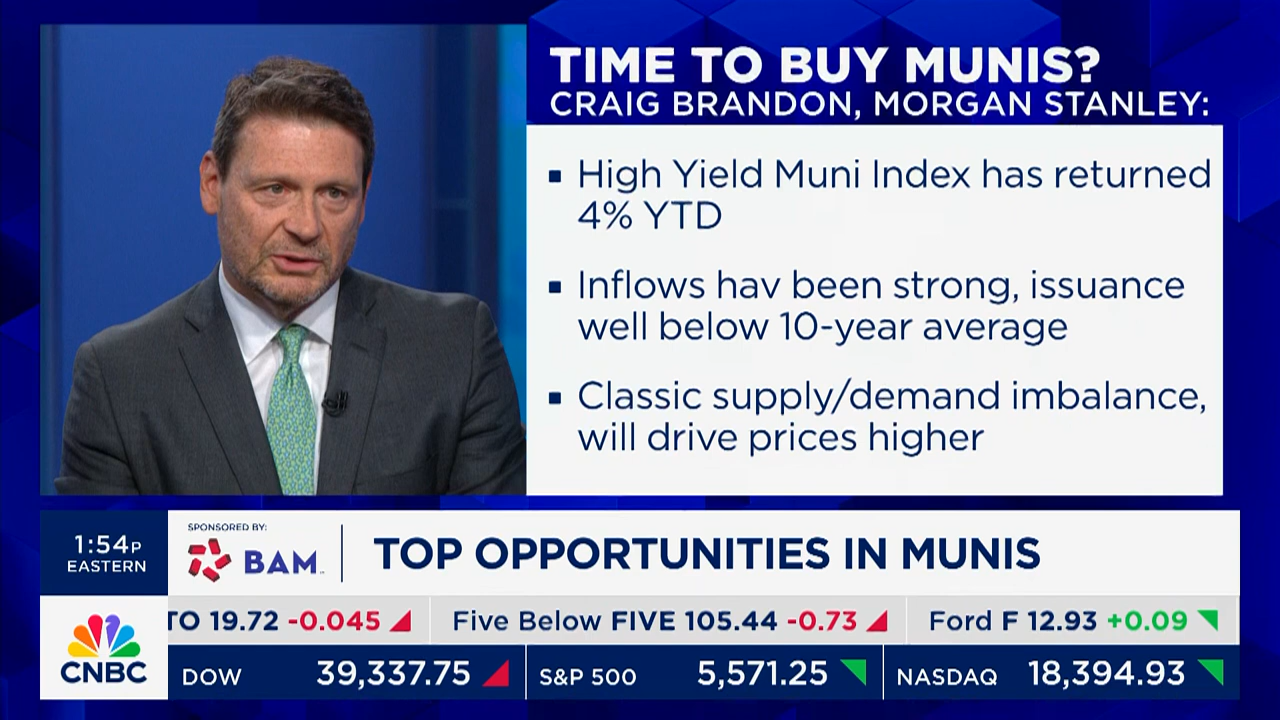 TIME TO BUY MUNIS?
CRAIG BRANDON, MORGAN STANLEY:
▪ High Yield Muni Index has returned
4% YTD
▪ Inflows hav been strong, issuance
well below 10-year average
▪ Classic supply/demand imbalance,
will drive prices higher
1:54P
EASTERN
SPONSORED BY:
BAM
TOP OPPORTUNITIES IN MUNIS
TO 19.72 -0.045 Five Below FIVE 105.44 -0.73 Ford F 12.93 +0.09
CNBC
DOW 39,337.75 S&P 500 5,571.25 NASDAQ 18,394.93